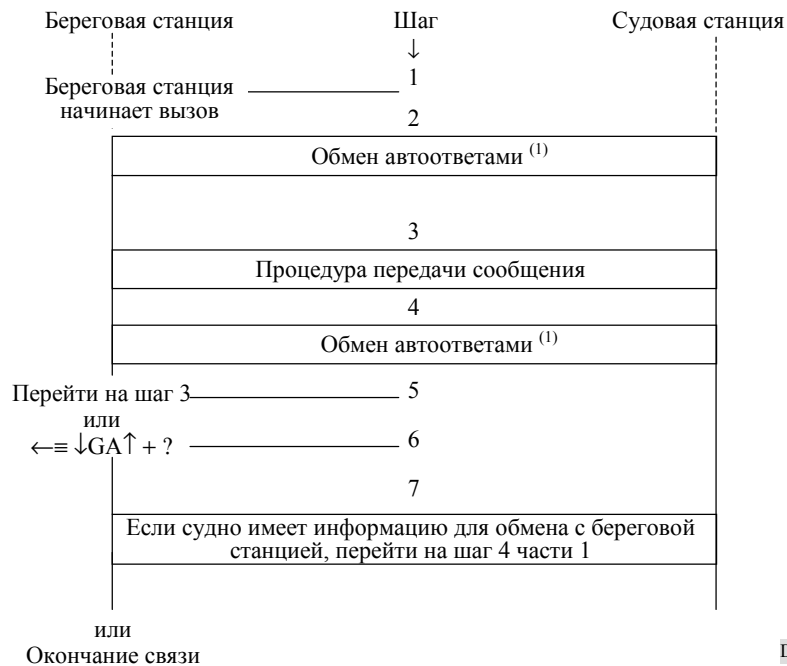 Береговая станция Шаг Судовая станция
↓
Береговая станция 1
начинает вызов
2
Обмен автоответами (1)
3
Процедура передачи сообщения
4
Обмен автоответами (1)
Перейти на шаг 3 5
или
←≡ ↓GA↑ + ? 6
7
Если судно имеет информацию для обмена с береговой
станцией, перейти на шаг 4 части 1
или
Окончание связи